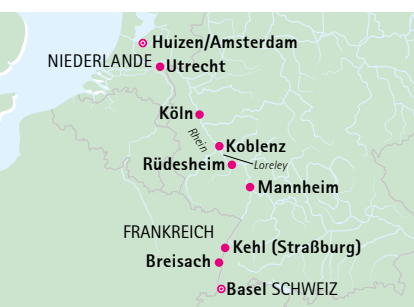 Huizen/Amsterdam
NIEDERLANDE
Utrecht
Köln
Rhein
Koblenz
Loreley
Rüdesheim
Mannheim
FRANKREICH
Kehl (Straßburg)
Breisach
Basel SCHWEIZ